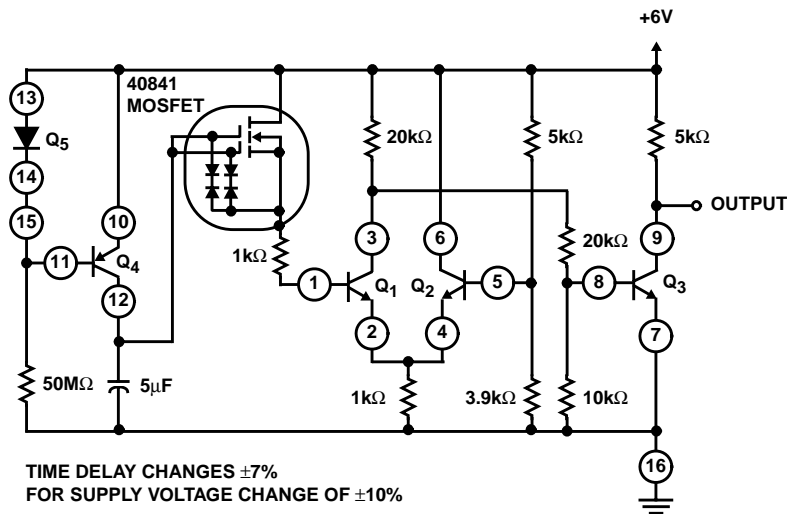 +6V
40841
MOSFET
13
Q5
14
15
11
10
Q4
12
50MΩ
5µF
1kΩ
1
20kΩ
3
Q1
2
6
Q2
4
5
5kΩ
20kΩ
8
5kΩ
OUTPUT
9
Q3
7
1kΩ
3.9kΩ
10kΩ
16
TIME DELAY CHANGES ±7%
FOR SUPPLY VOLTAGE CHANGE OF ±10%